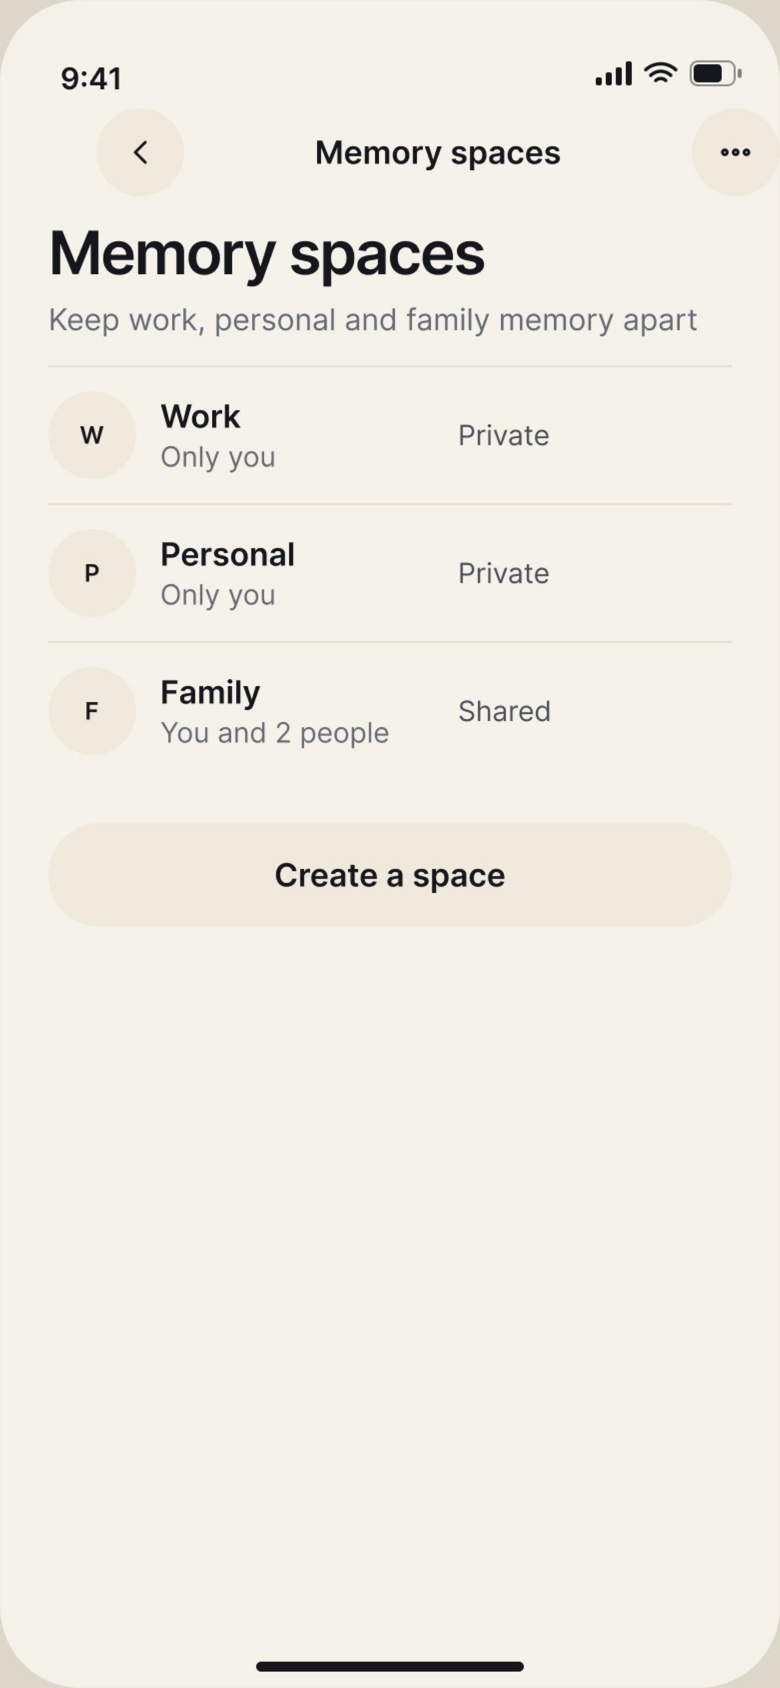 9:41
Memory spaces
Memory spaces
Keep work, personal and family memory apart
W
Work
Only you
Private
P
Personal
Only you
Private
F
Family
You and 2 people
Shared
Create a space